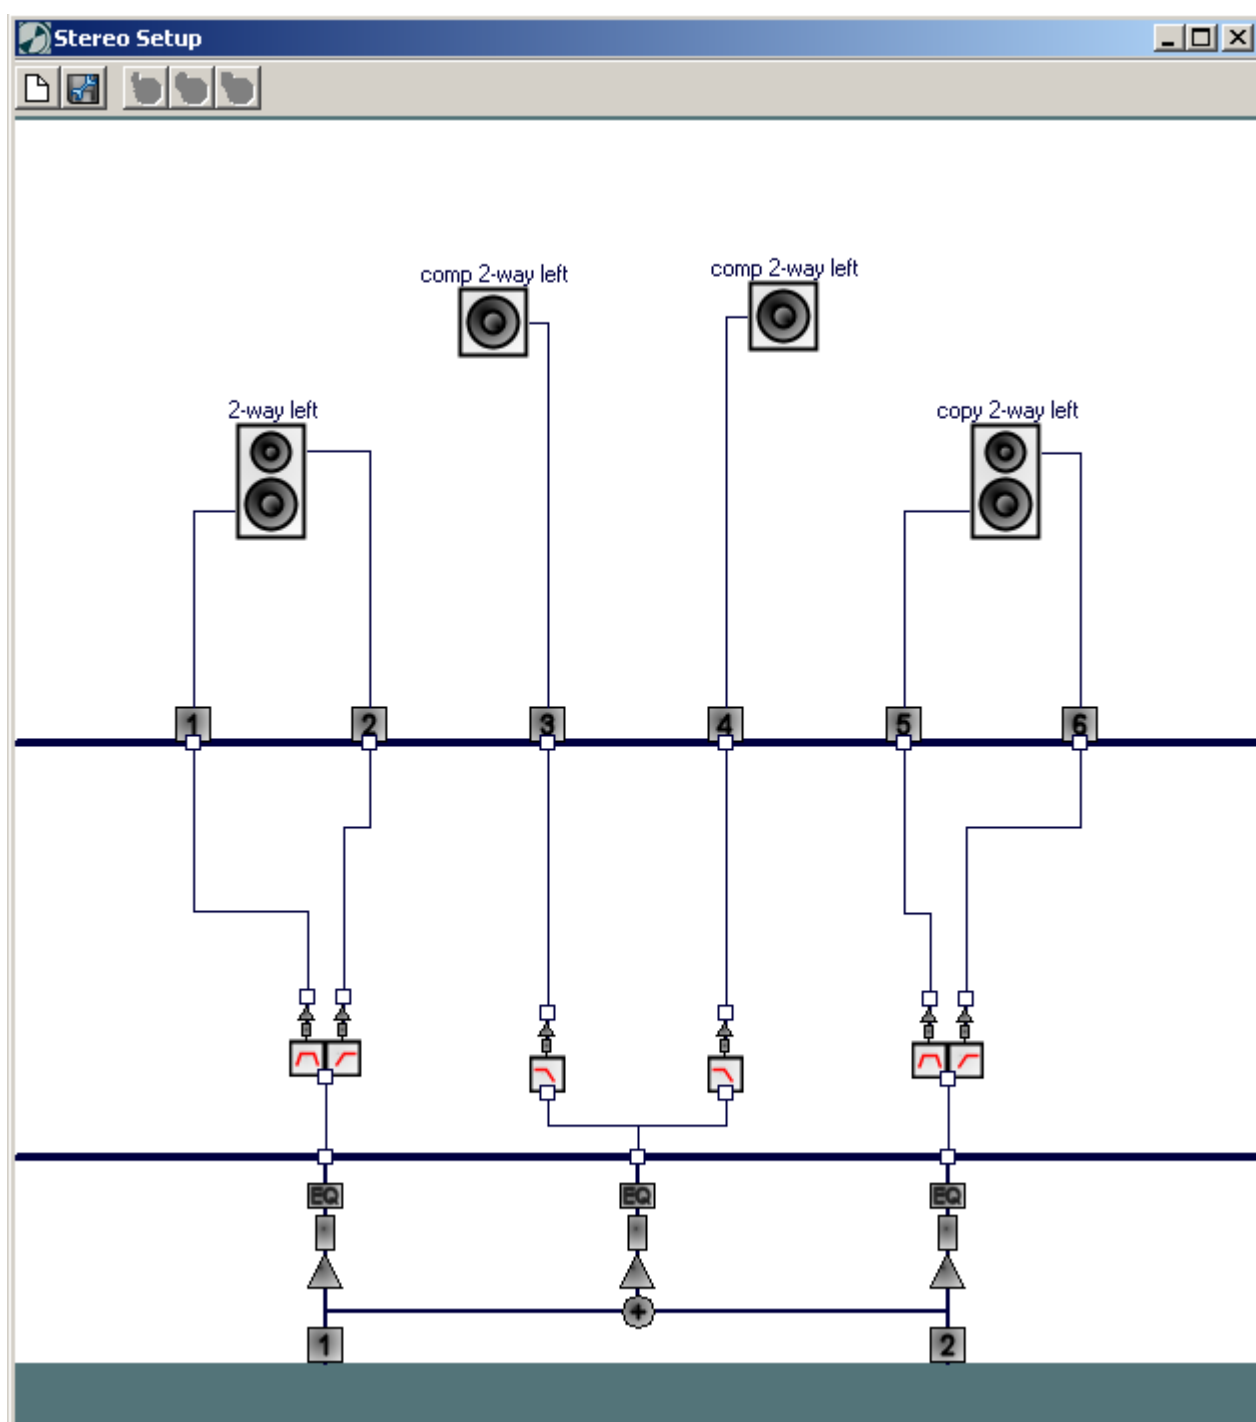 Stereo Setup
comp 2-way left
comp 2-way left
2-way left
copy 2-way left
1 2 3 4 5 6
EQ EQ EQ
+
1 2